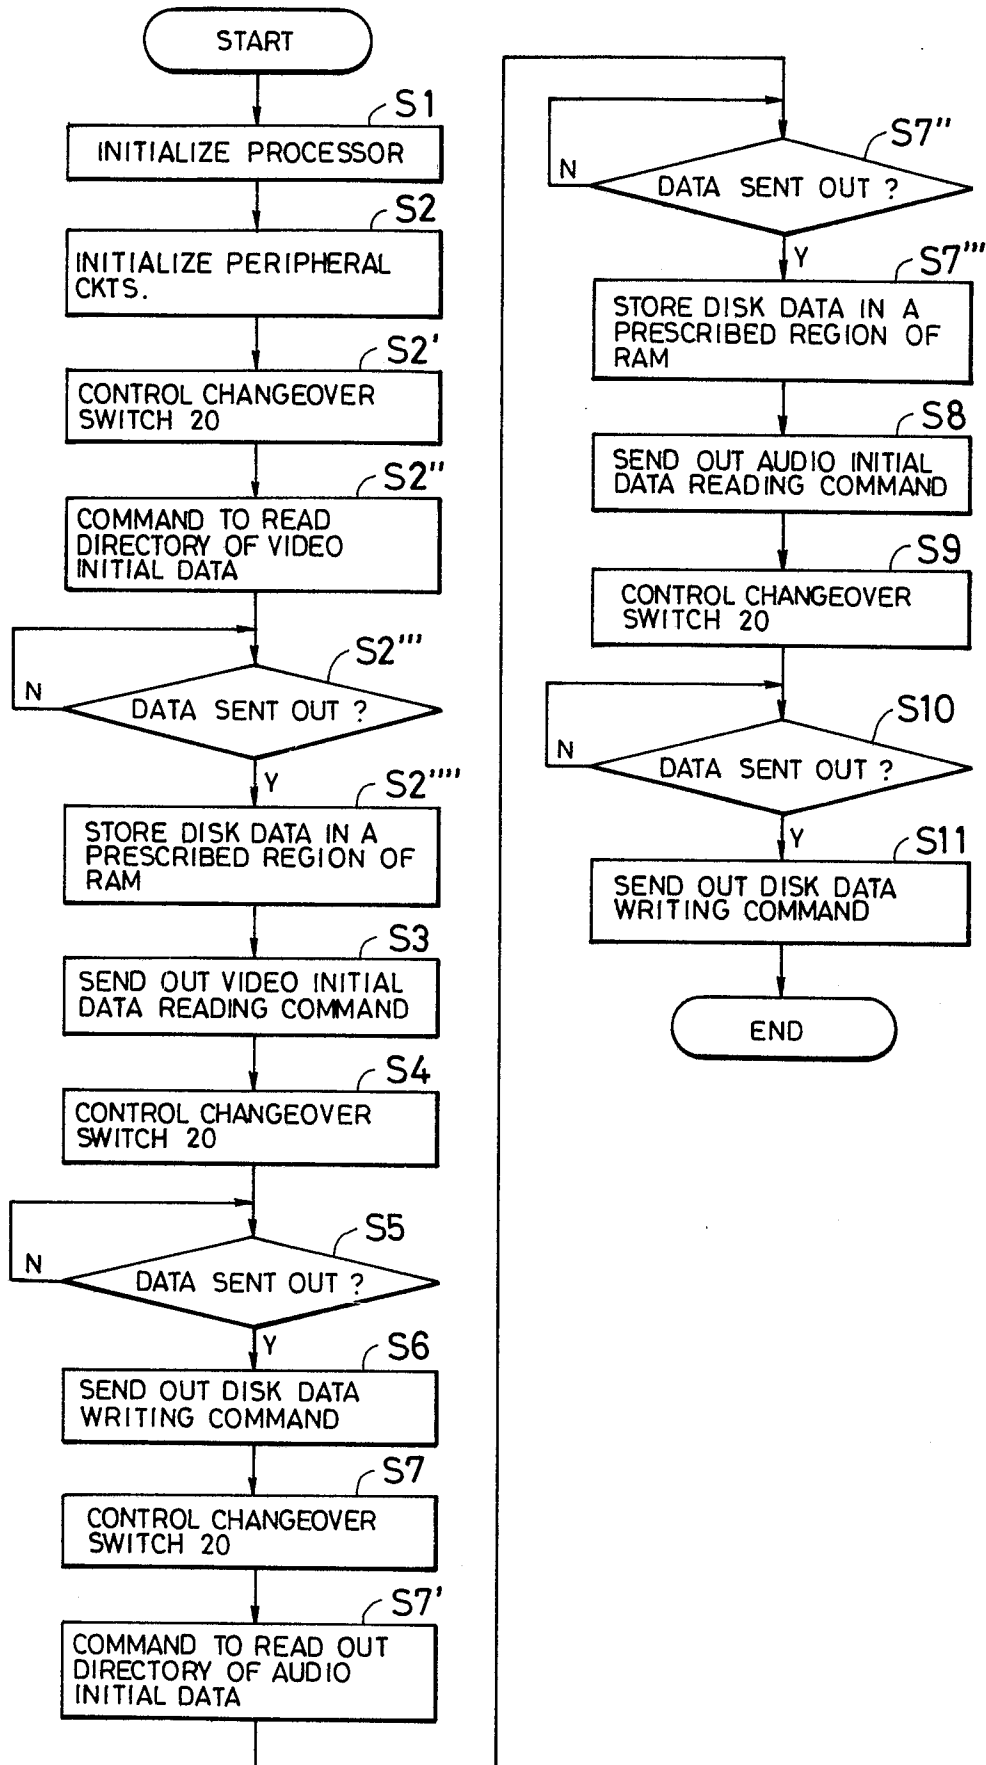 START
S1
INITIALIZE PROCESSOR
S2
INITIALIZE PERIPHERAL
CKTS.
S2'
CONTROL CHANGEOVER
SWITCH 20
S2''
COMMAND TO READ
DIRECTORY OF VIDEO
INITIAL DATA
S2'''
N
DATA SENT OUT ?
Y
S2''''
STORE DISK DATA IN A
PRESCRIBED REGION OF
RAM
S3
SEND OUT VIDEO INITIAL
DATA READING COMMAND
S4
CONTROL CHANGEOVER
SWITCH 20
S5
N
DATA SENT OUT ?
Y
S6
SEND OUT DISK DATA
WRITING COMMAND
S7
CONTROL CHANGEOVER
SWITCH 20
S7'
COMMAND TO READ OUT
DIRECTORY OF AUDIO
INITIAL DATA
S7''
N
DATA SENT OUT ?
Y
S7'''
STORE DISK DATA IN A
PRESCRIBED REGION OF
RAM
S8
SEND OUT AUDIO INITIAL
DATA READING COMMAND
S9
CONTROL CHANGEOVER
SWITCH 20
S10
N
DATA SENT OUT ?
Y
S11
SEND OUT DISK DATA
WRITING COMMAND
END